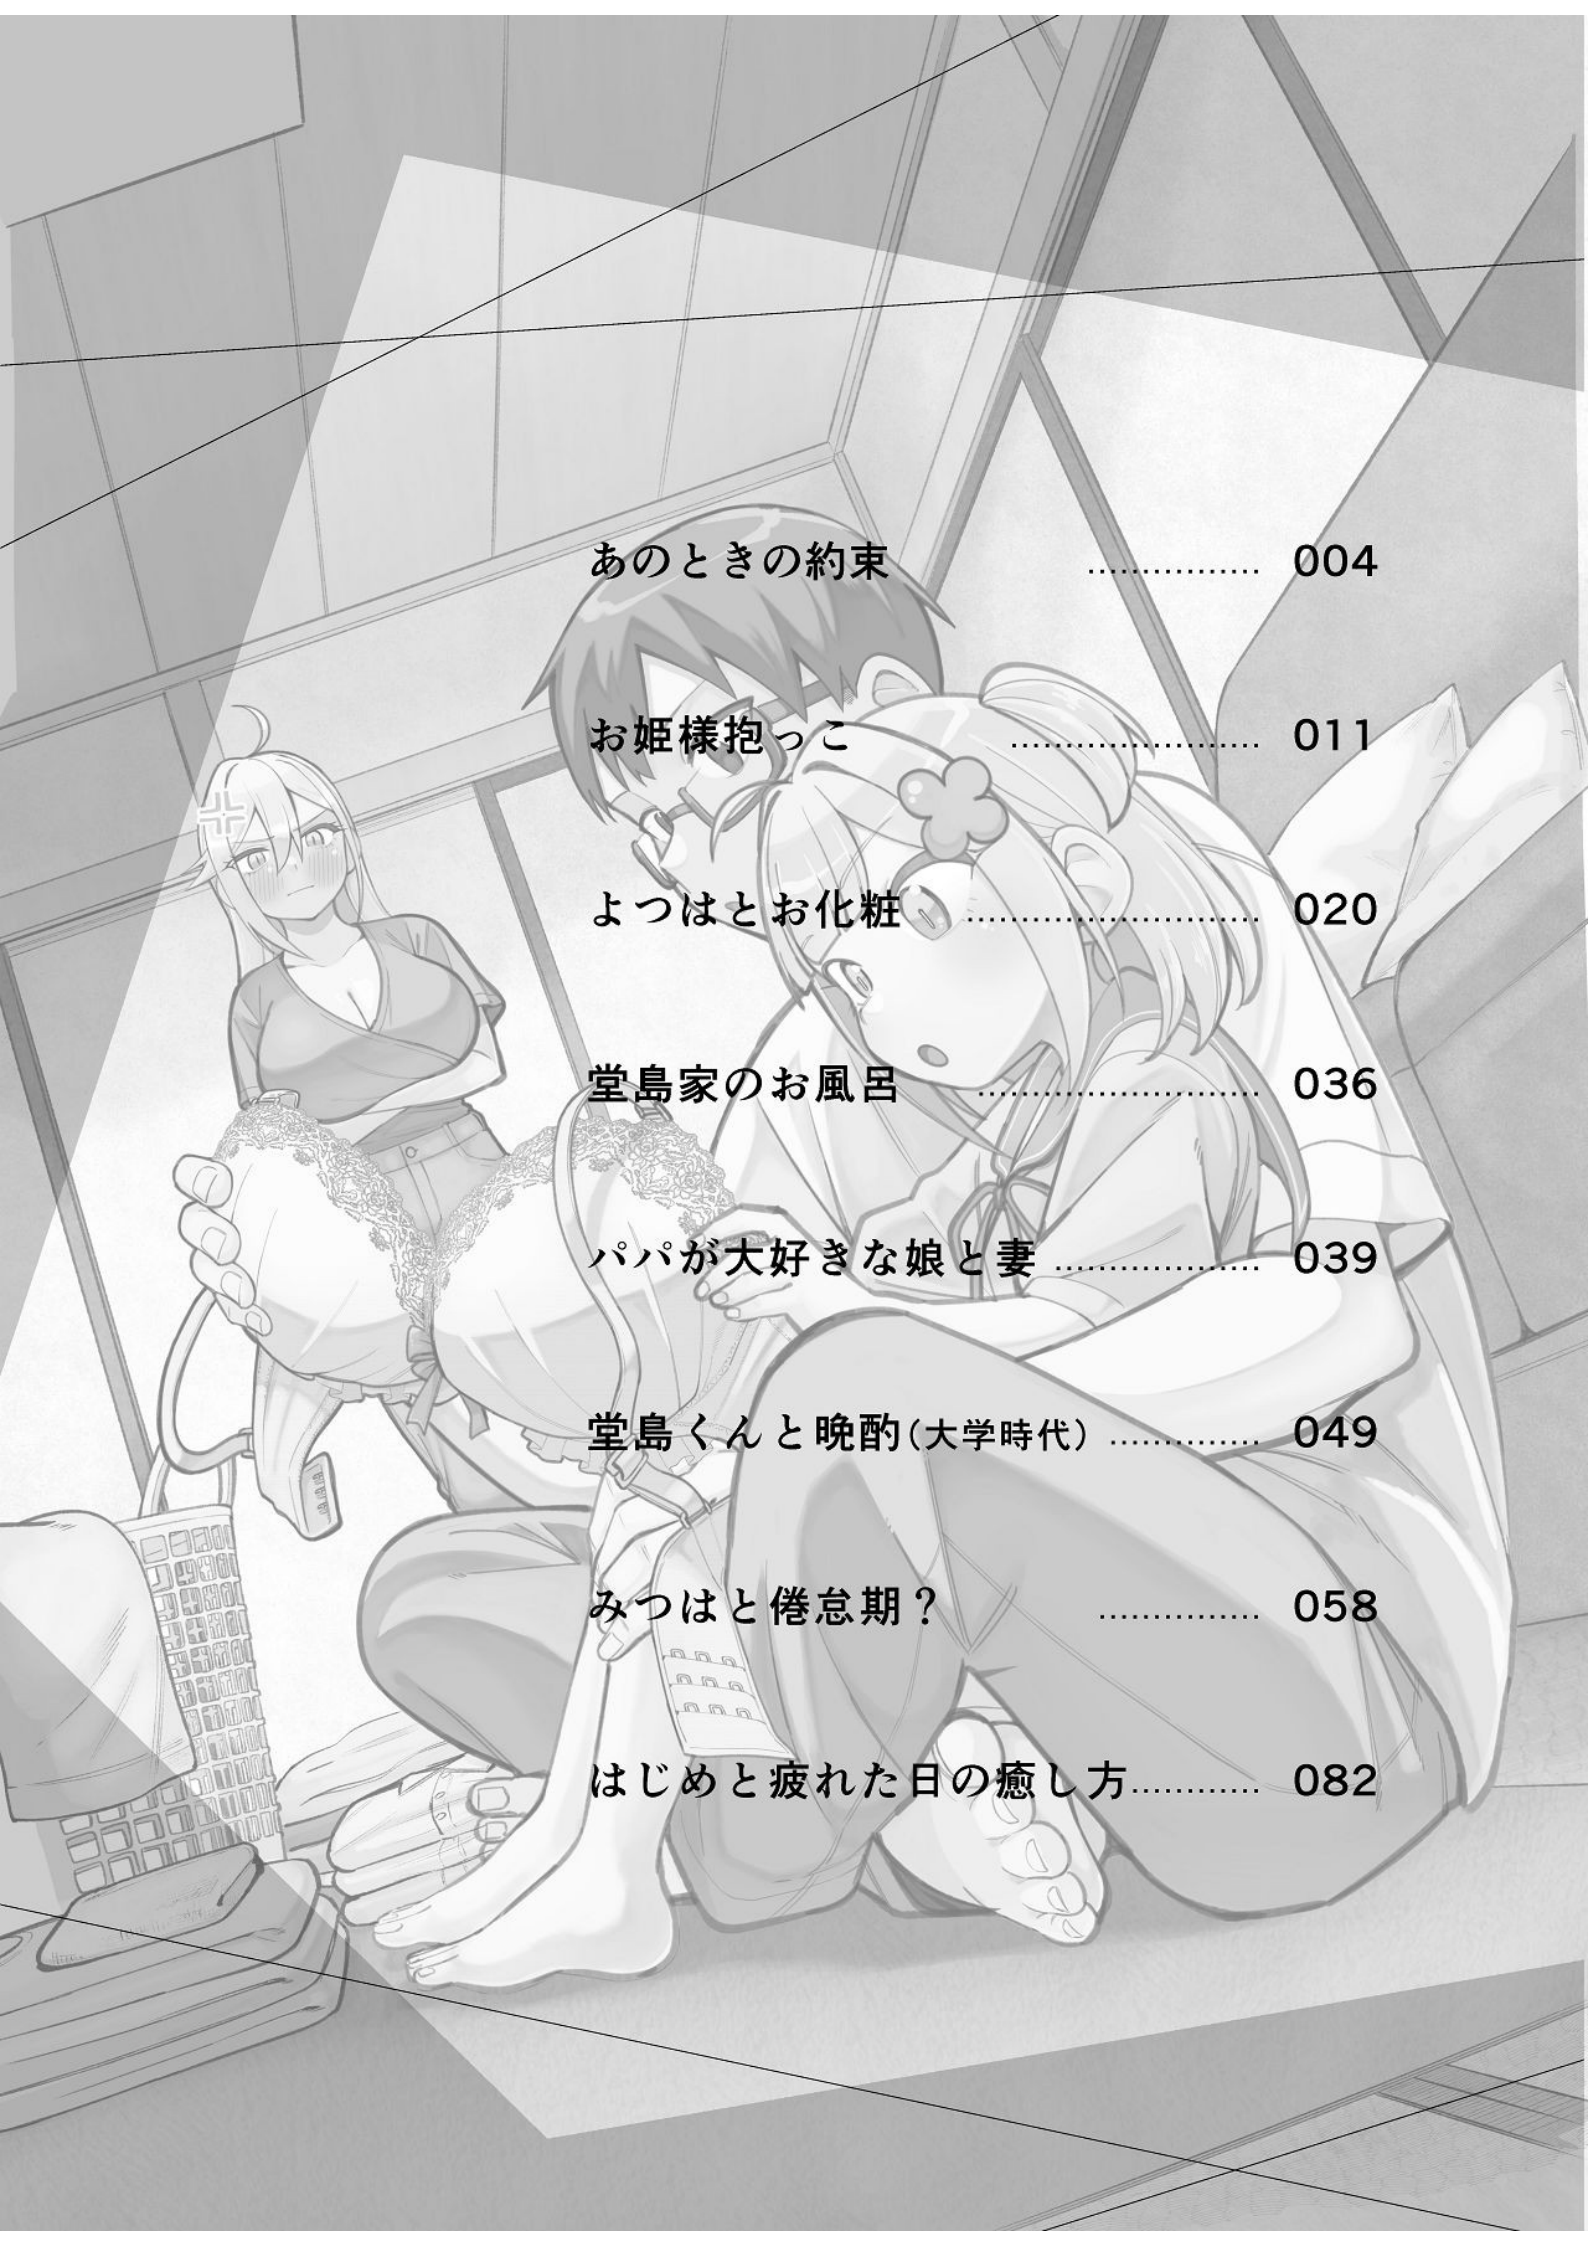 あのときの約束 ................ 004
お姫様抱っこ ....................... 011
よつはとお化粧 ........................... 020
堂島家のお風呂 .......................... 036
パパが大好きな娘と妻 ................... 039
堂島くんと晩酌(大学時代) .............. 049
みつはと倦怠期？ ............... 058
はじめと疲れた日の癒し方............ 082